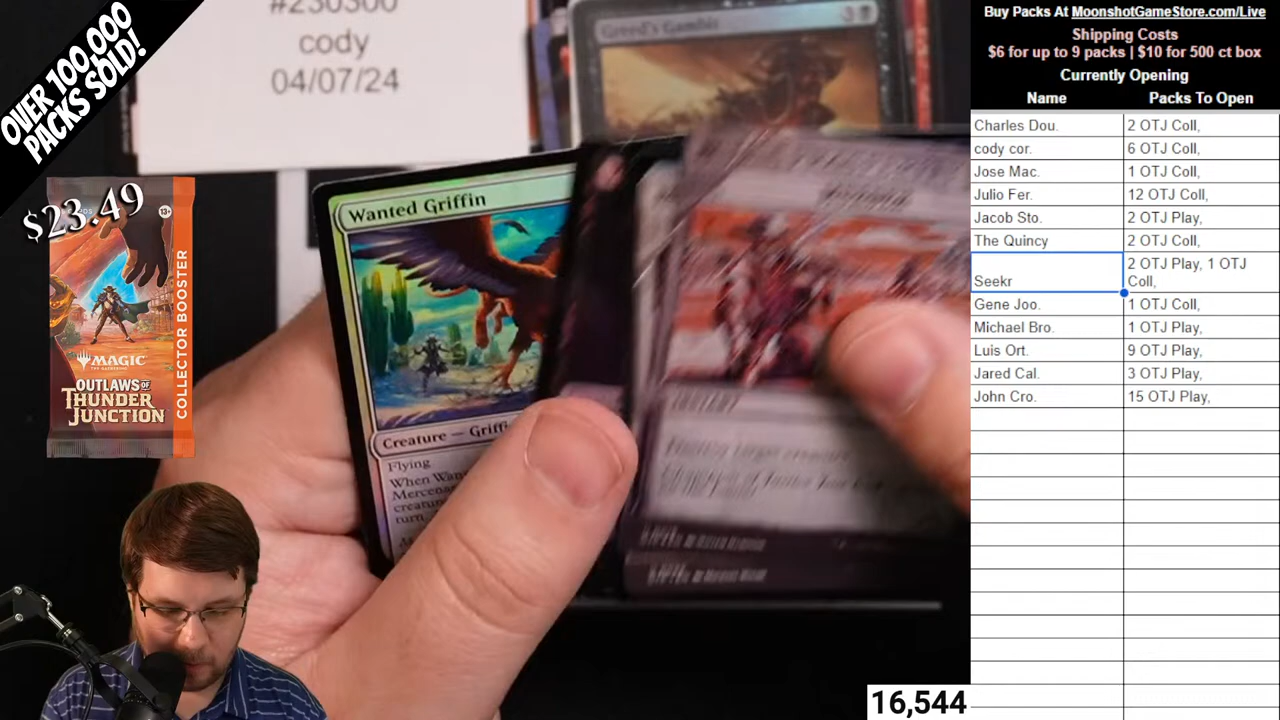 OVER 100,000
PACKS SOLD!
#230300
cody
04/07/24
Greed's Gambit
3
$23.49
13+
MAGIC
THE GATHERING
OUTLAWS OF
THUNDER
JUNCTION
COLLECTOR BOOSTER
Wanted Griffin
Creature — Griff
Flying
When Wan
Mercena
creatur
turn
Buy Packs At MoonshotGameStore.com/Live
Shipping Costs
$6 for up to 9 packs | $10 for 500 ct box
Currently Opening
Name Packs To Open
Charles Dou. 2 OTJ Coll,
cody cor. 6 OTJ Coll,
Jose Mac. 1 OTJ Coll,
Julio Fer. 12 OTJ Coll,
Jacob Sto. 2 OTJ Play,
The Quincy 2 OTJ Coll,
Seekr 2 OTJ Play, 1 OTJ
Coll,
Gene Joo. 1 OTJ Coll,
Michael Bro. 1 OTJ Play,
Luis Ort. 9 OTJ Play,
Jared Cal. 3 OTJ Play,
John Cro. 15 OTJ Play,
16,544